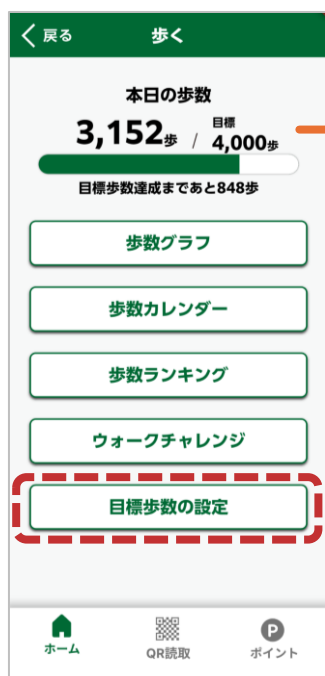 戻る 歩く
本日の歩数
3,152歩 / 目標 4,000歩
目標歩数達成まであと848歩
歩数グラフ
歩数カレンダー
歩数ランキング
ウォークチャレンジ
目標歩数の設定
ホーム QR読取 P ポイント